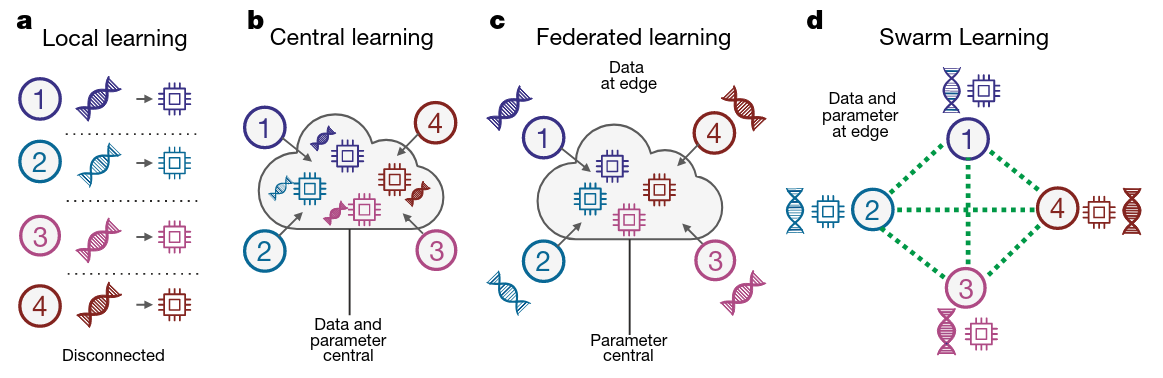 a
Local learning
1
2
3
4
Disconnected
b
Central learning
1
4
2
3
Data and
parameter
central
c
Federated learning
Data
at edge
1
4
2
3
Parameter
central
d
Swarm Learning
Data and
parameter
at edge
1
2
4
3